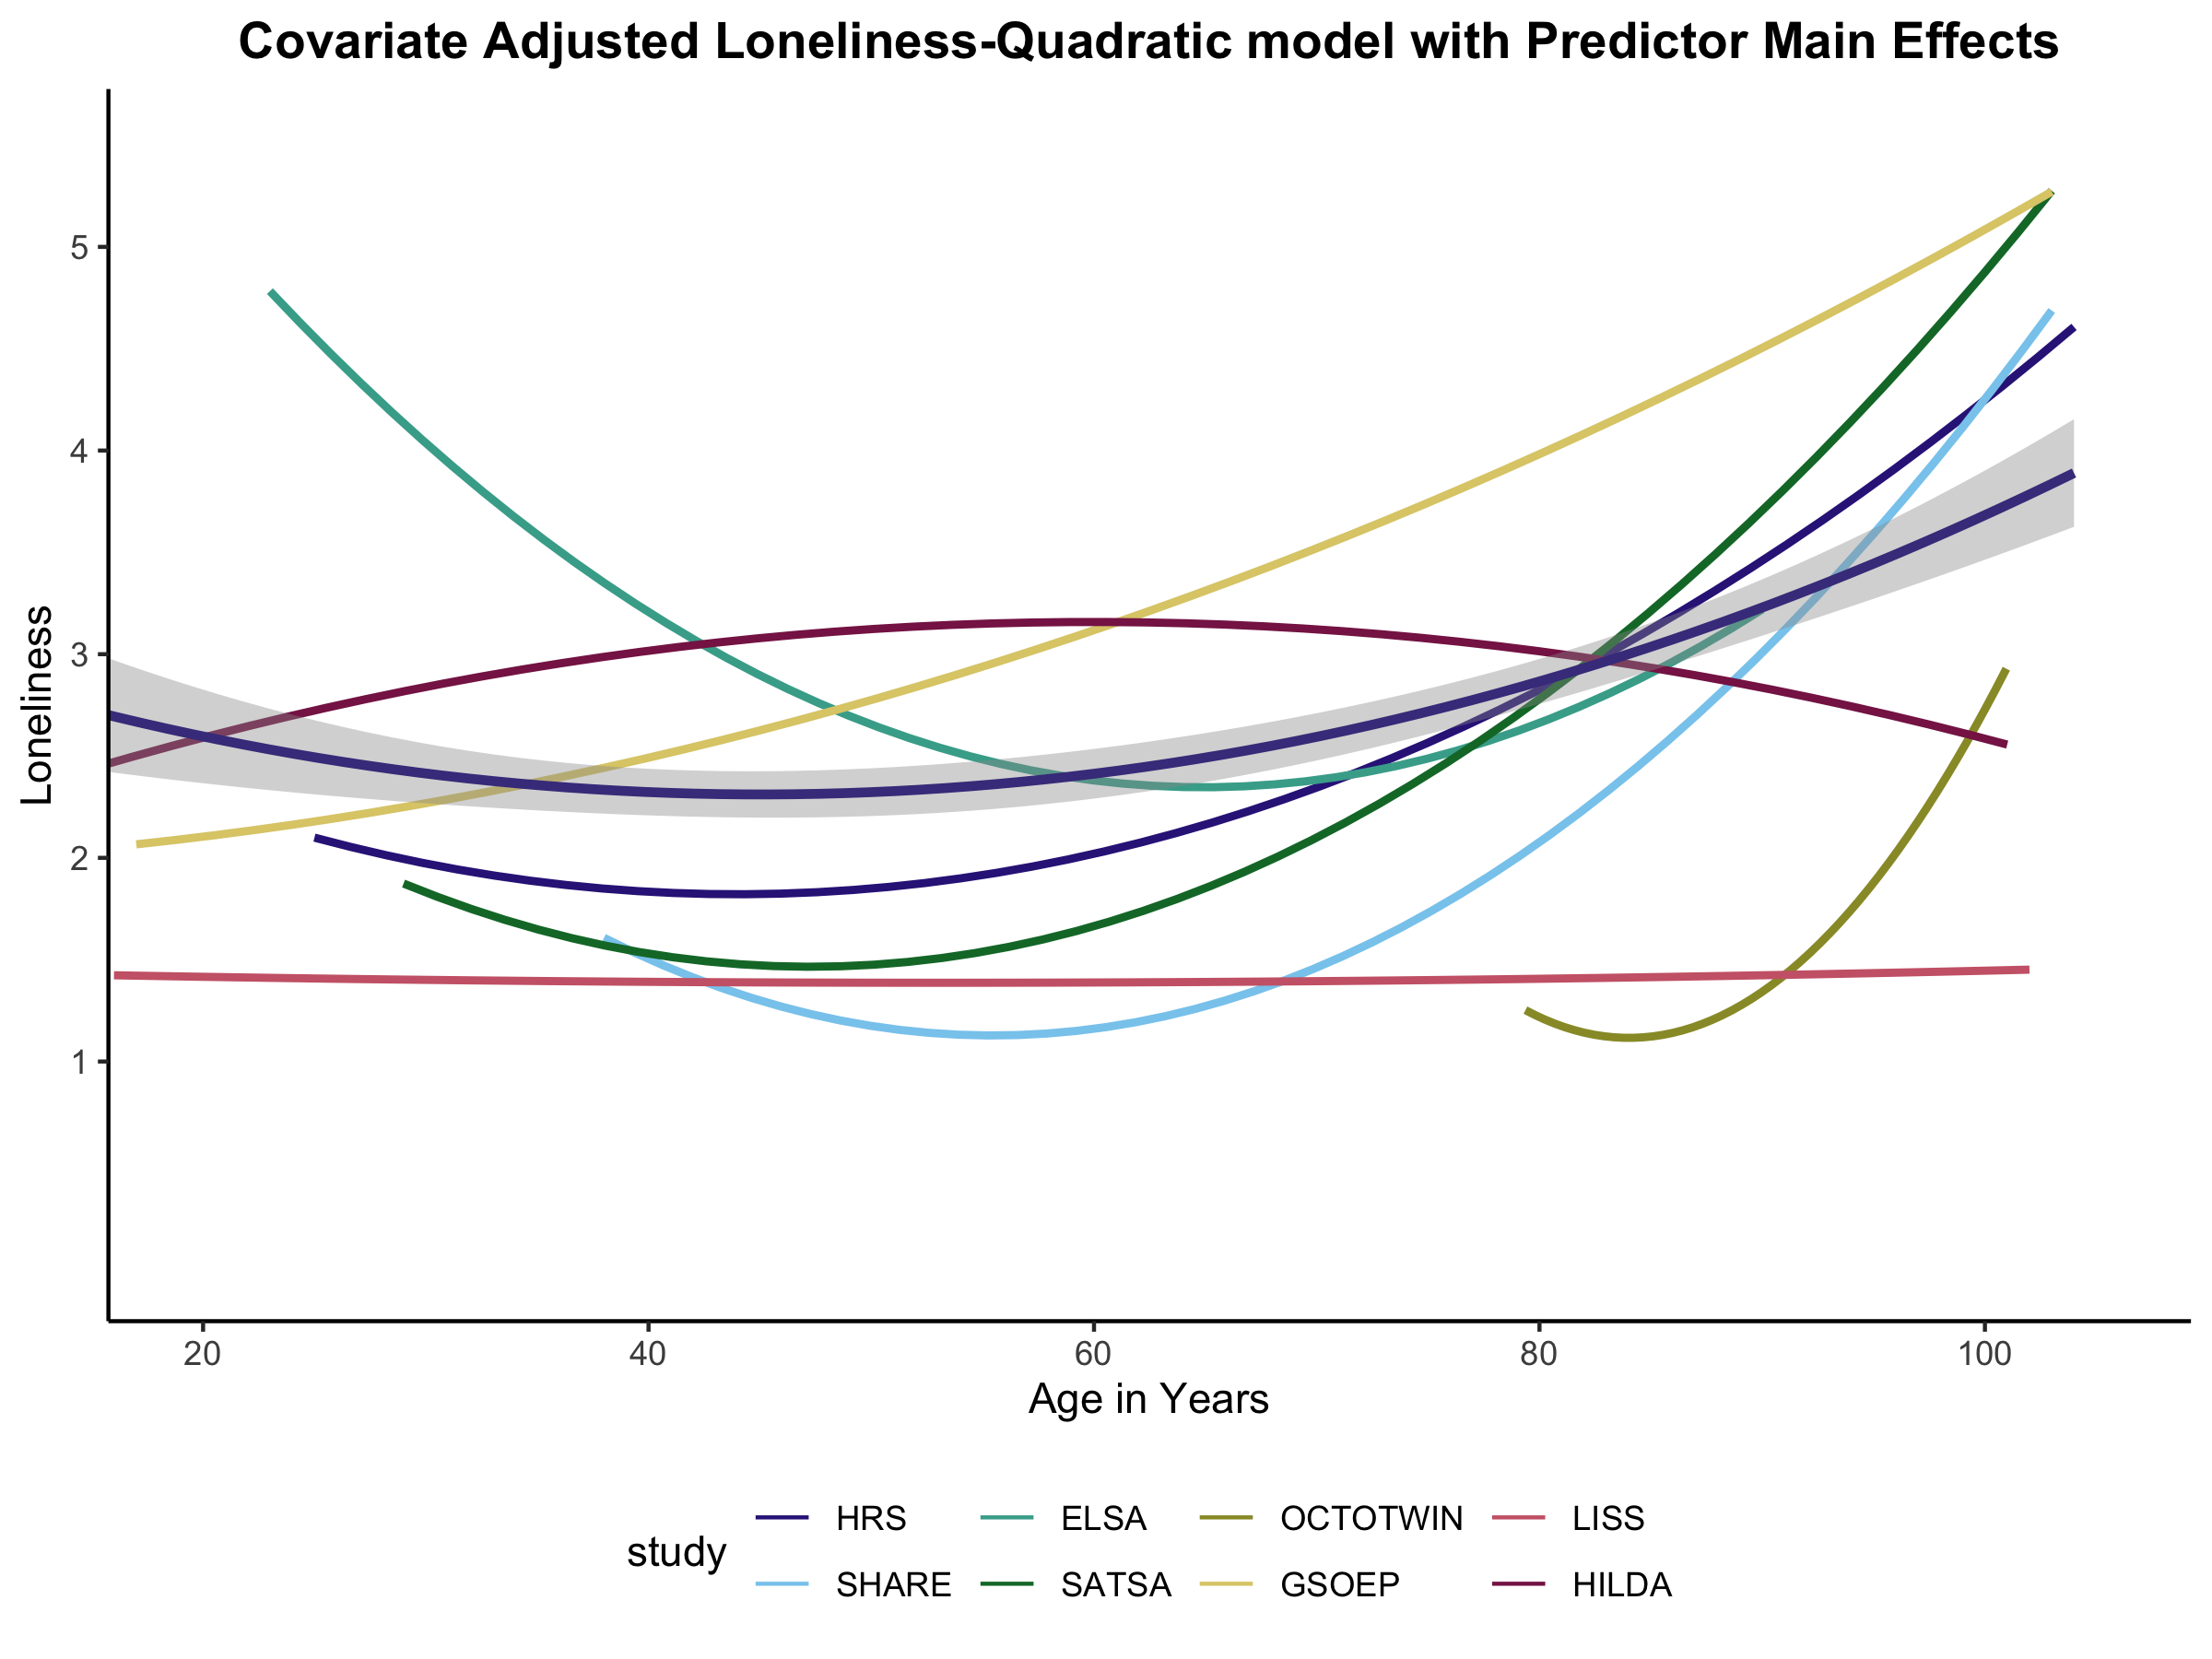 Covariate Adjusted Loneliness-Quadratic model with Predictor Main Effects
Loneliness
5
4
3
2
1
20 40 60 80 100
Age in Years
study
HRS ELSA OCTOTWIN LISS
SHARE SATSA GSOEP HILDA